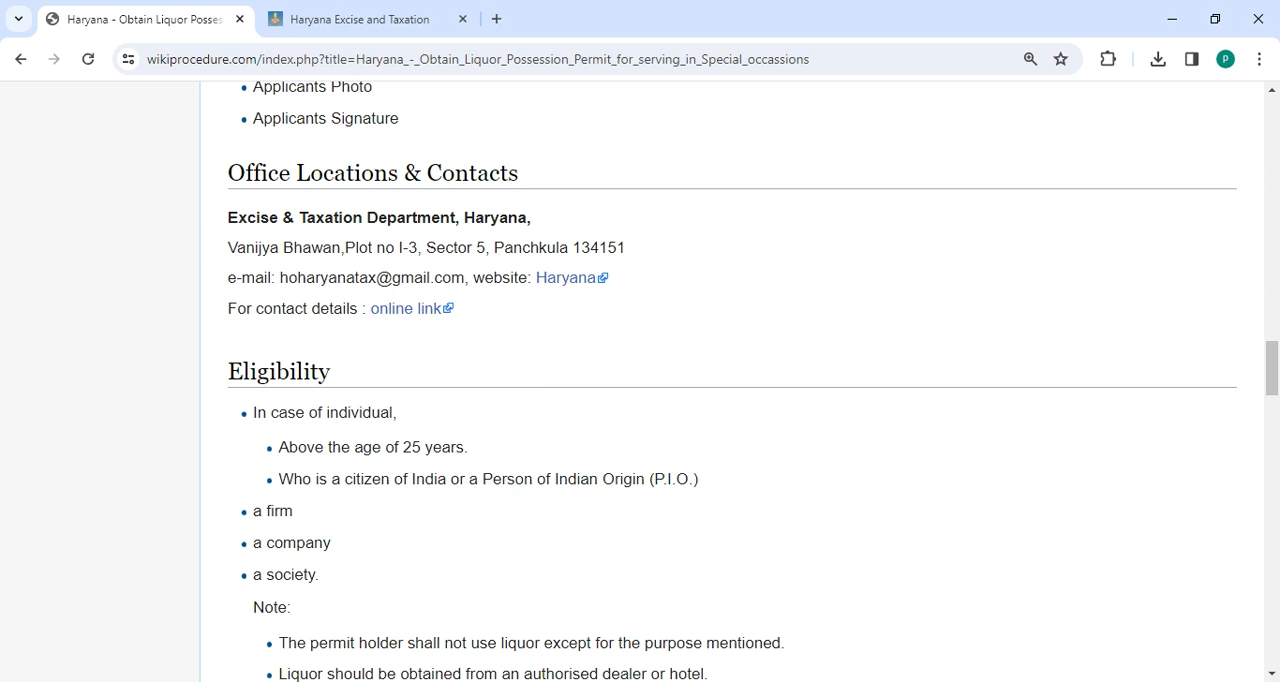 Haryana - Obtain Liquor Posses
Haryana Excise and Taxation
wikiprocedure.com/index.php?title=Haryana_-_Obtain_Liquor_Possession_Permit_for_serving_in_Special_occassions
P
Applicants Photo
Applicants Signature
Office Locations & Contacts
Excise & Taxation Department, Haryana,
Vanijya Bhawan,Plot no I-3, Sector 5, Panchkula 134151
e-mail: hoharyanatax@gmail.com, website: Haryana
For contact details : online link
Eligibility
In case of individual,
Above the age of 25 years.
Who is a citizen of India or a Person of Indian Origin (P.I.O.)
a firm
a company
a society.
Note:
The permit holder shall not use liquor except for the purpose mentioned.
Liquor should be obtained from an authorised dealer or hotel.